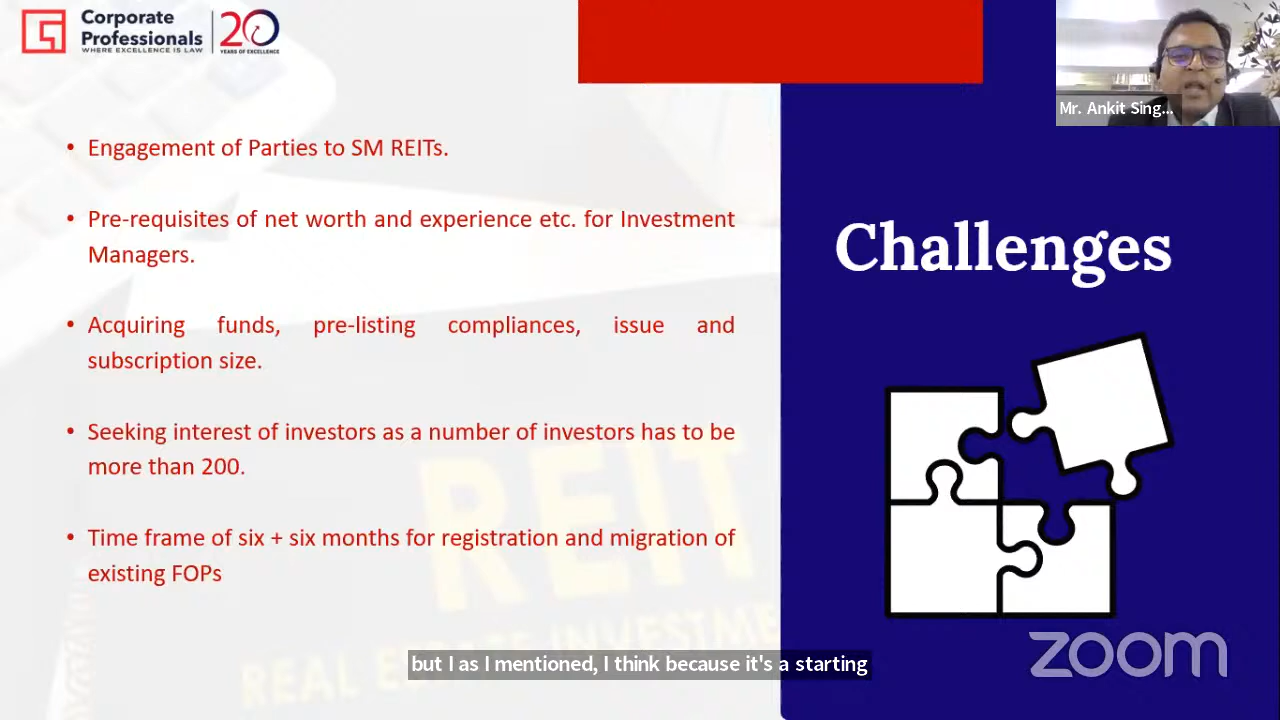 Corporate
Professionals
WHERE EXCELLENCE IS LAW
20
YEARS OF EXCELLENCE
Mr. Ankit Sing...
• Engagement of Parties to SM REITs.
• Pre-requisites of net worth and experience etc. for Investment
Managers.
• Acquiring funds, pre-listing compliances, issue and
subscription size.
• Seeking interest of investors as a number of investors has to be
more than 200.
• Time frame of six + six months for registration and migration of
existing FOPs
Challenges
REIT
REAL ESTATE INVESTME
but I as I mentioned, I think because it's a starting
zoom